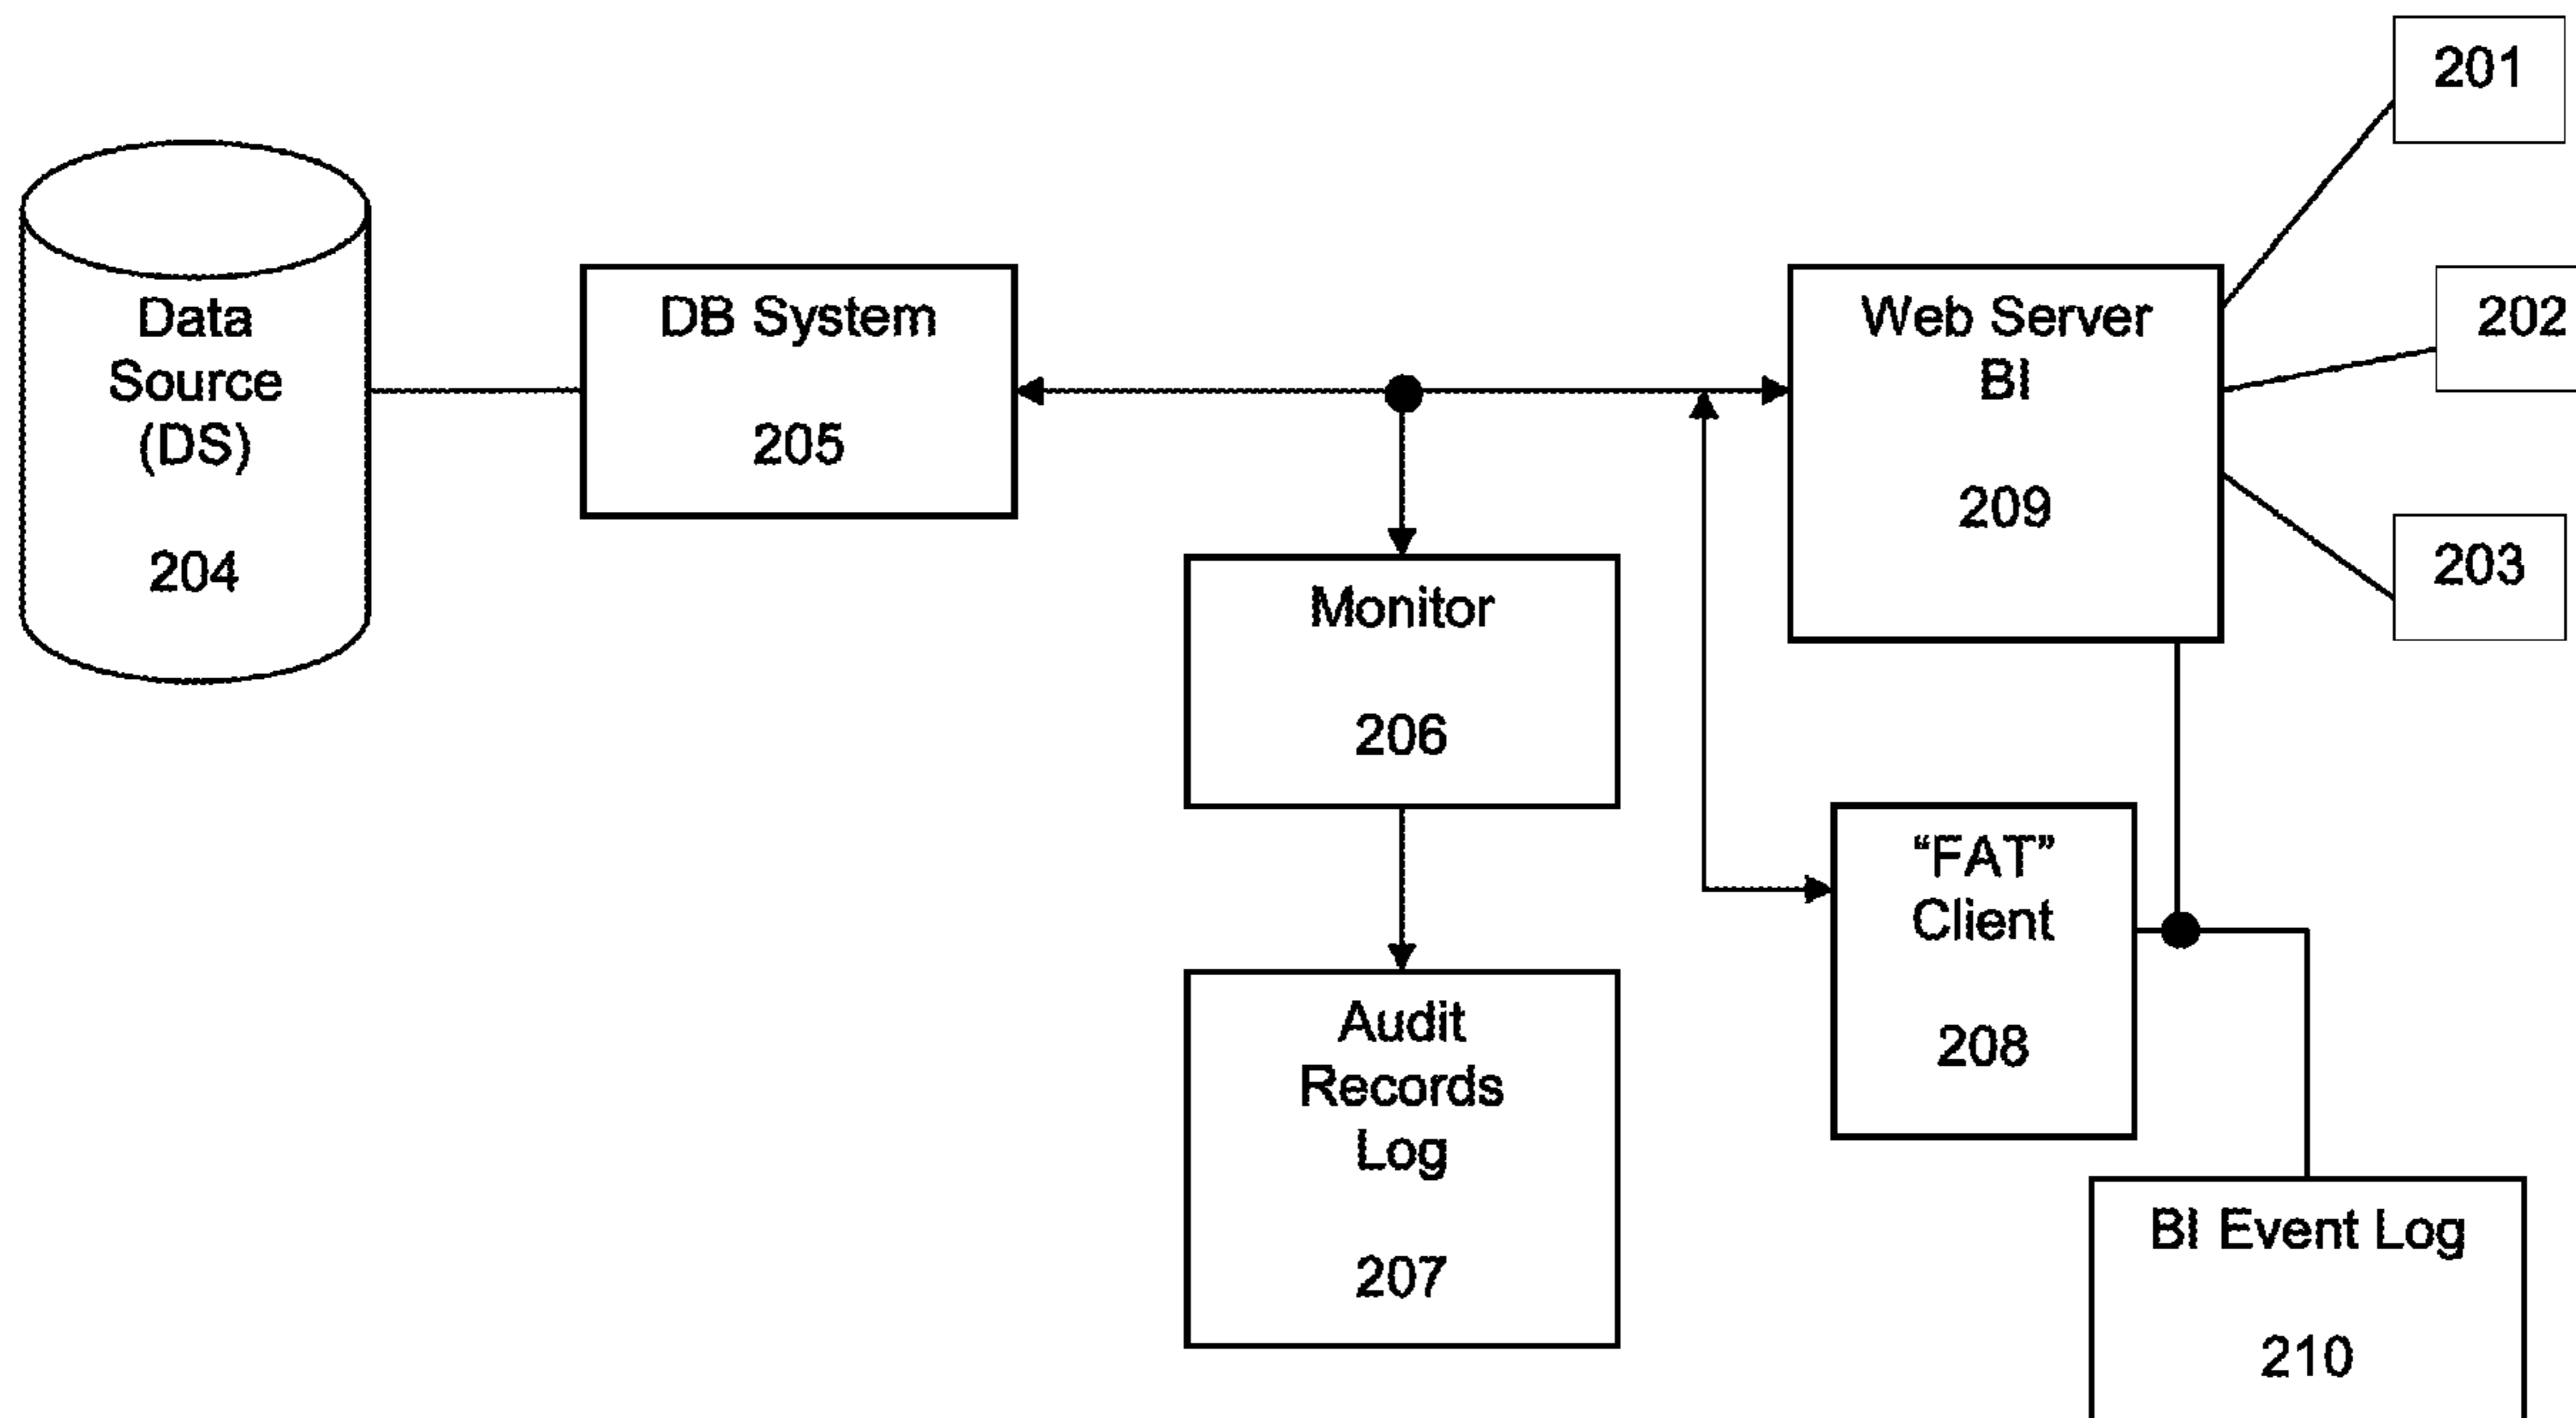 201
202
203
Data
Source
(DS)
204
DB System
205
Web Server
BI
209
Monitor
206
"FAT"
Client
208
Audit
Records
Log
207
BI Event Log
210